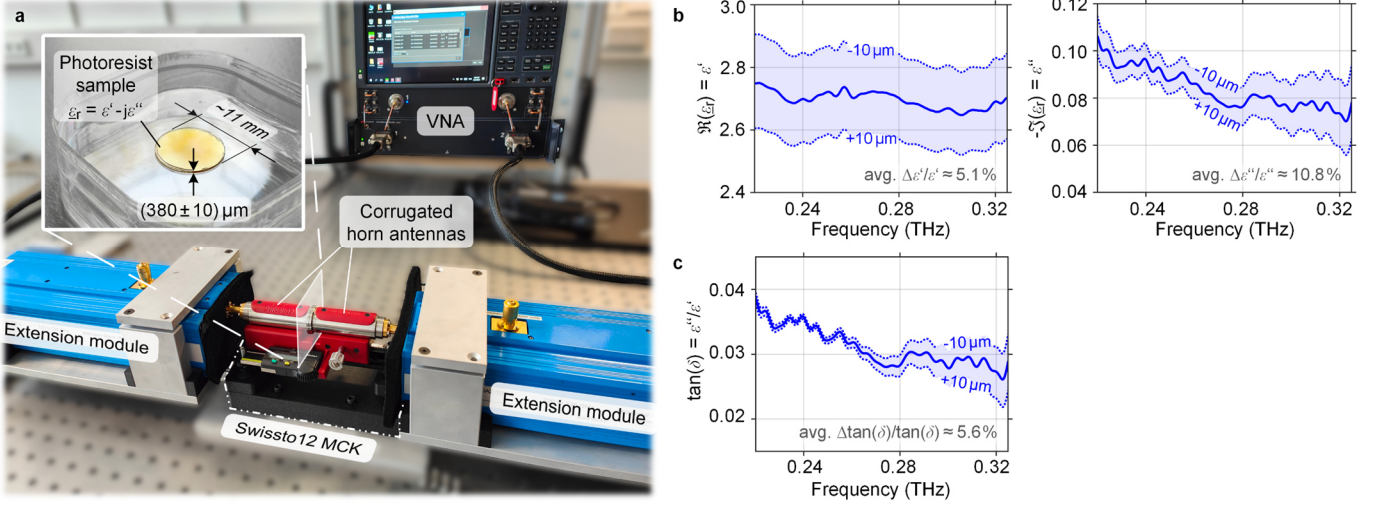 a
Photoresist
sample
ε̲r = ε‘ -jε“
~11 mm
(380 ± 10) µm
VNA
Corrugated
horn antennas
Extension module
Extension module
Swissto12 MCK
b
ℜ(ε̲r) = ε‘
3.0
2.8
2.6
2.4
-10 µm
+10 µm
avg. Δε‘/ε‘ ≈ 5.1%
0.24
0.28
0.32
Frequency (THz)
-ℑ(ε̲r) = ε“
0.12
0.10
0.08
0.06
0.04
-10 µm
+10 µm
avg. Δε“/ε“ ≈ 10.8%
0.24
0.28
0.32
Frequency (THz)
c
tan(δ) = ε“/ε‘
0.04
0.03
0.02
-10 µm
+10 µm
avg. Δtan(δ)/tan(δ) ≈ 5.6%
0.24
0.28
0.32
Frequency (THz)